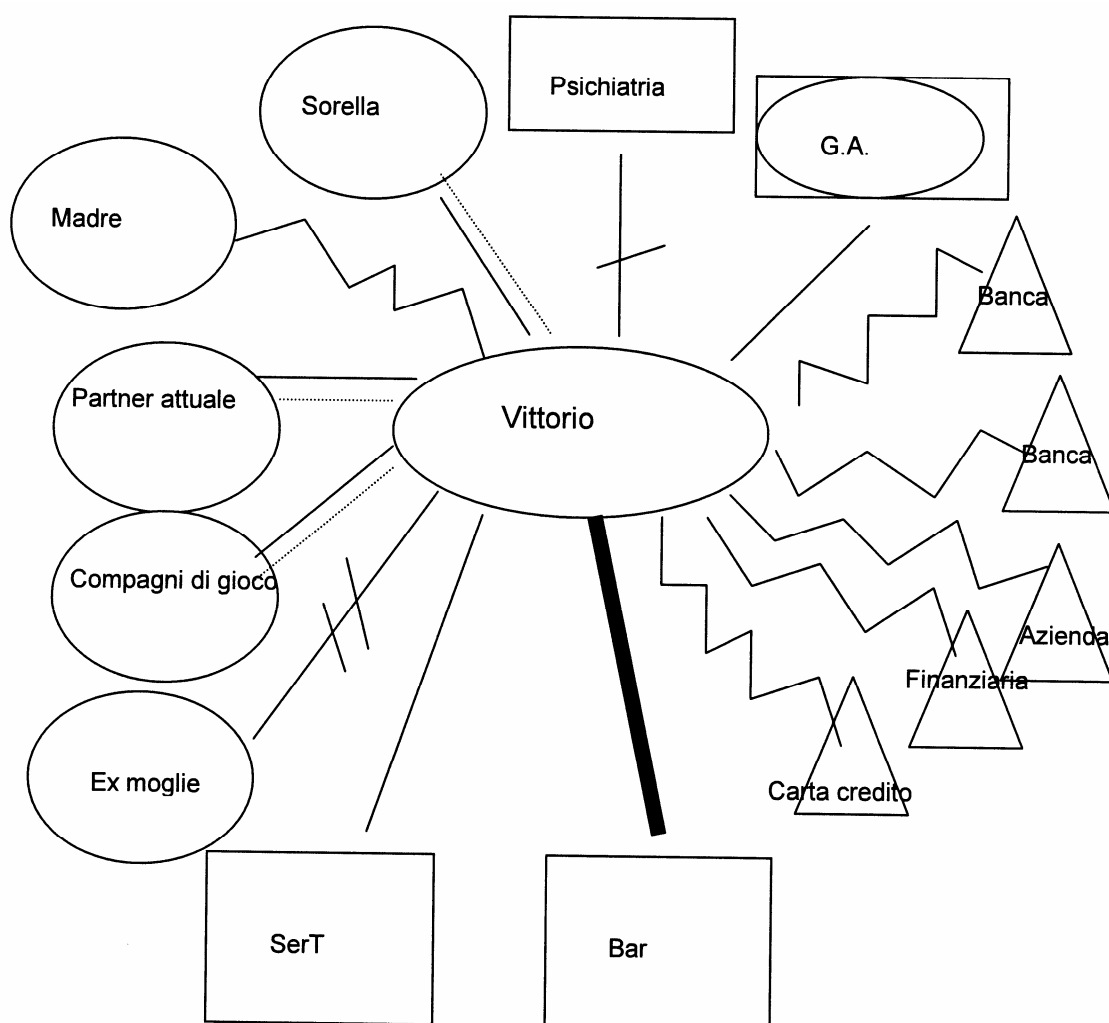 Psichiatria
Sorella
G.A.
Madre
Banca
Partner attuale
Vittorio
Banca
Compagni di gioco
Azienda
Finanziaria
Ex moglie
Carta credito
SerT
Bar